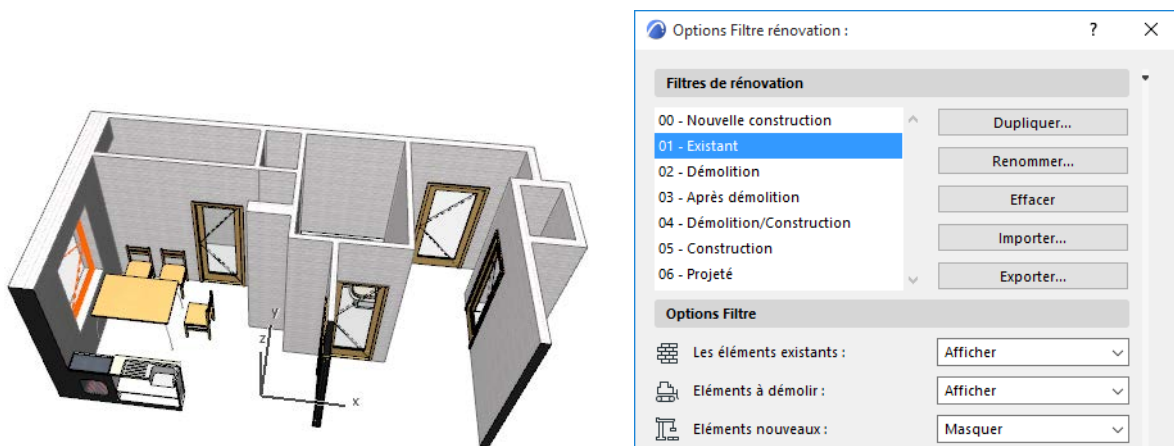 Options Filtre rénovation :
?
Filtres de rénovation
00 - Nouvelle construction
01 - Existant
02 - Démolition
03 - Après démolition
04 - Démolition/Construction
05 - Construction
06 - Projeté
Dupliquer...
Renommer...
Effacer
Importer...
Exporter...
Options Filtre
Les éléments existants : Afficher
Eléments à démolir : Afficher
Eléments nouveaux : Masquer
y
z
x